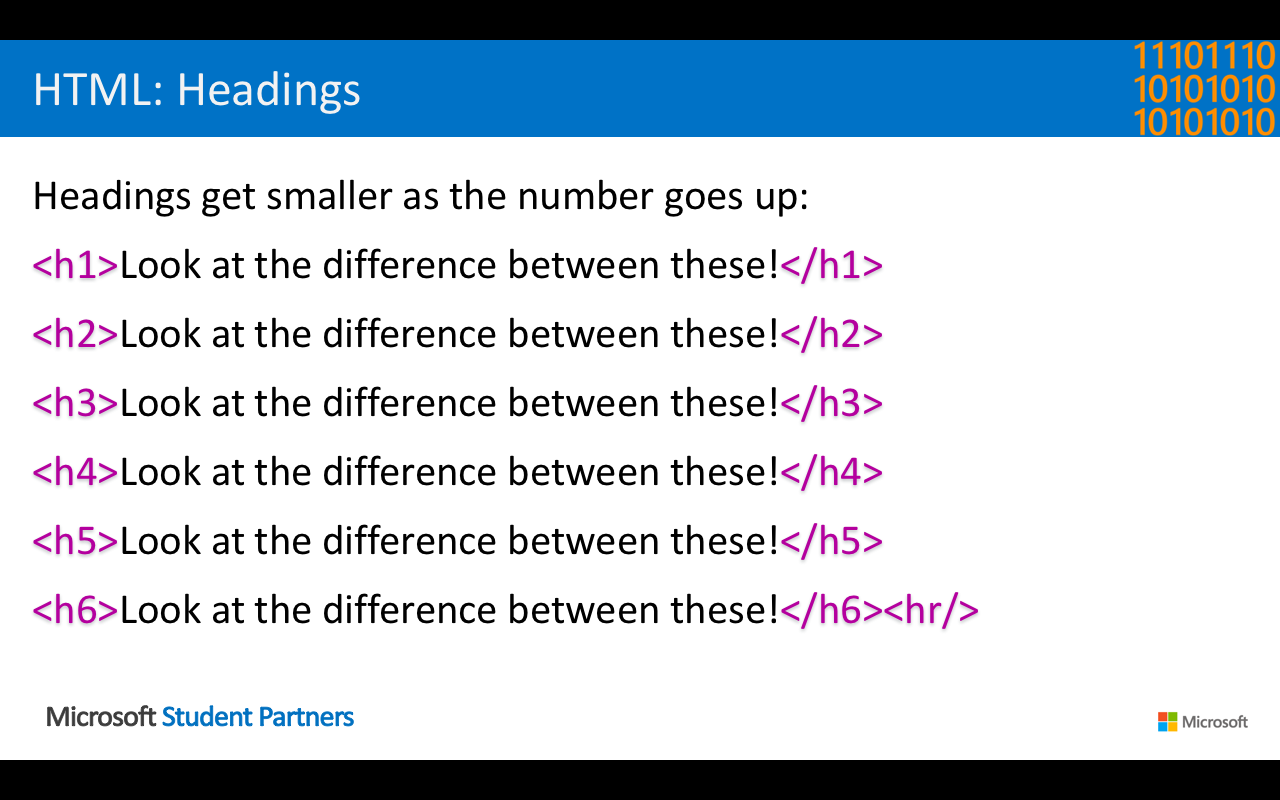 HTML: Headings
11101110
10101010
10101010
Headings get smaller as the number goes up:
<h1>Look at the difference between these!</h1>
<h2>Look at the difference between these!</h2>
<h3>Look at the difference between these!</h3>
<h4>Look at the difference between these!</h4>
<h5>Look at the difference between these!</h5>
<h6>Look at the difference between these!</h6><hr/>
Microsoft Student Partners
Microsoft